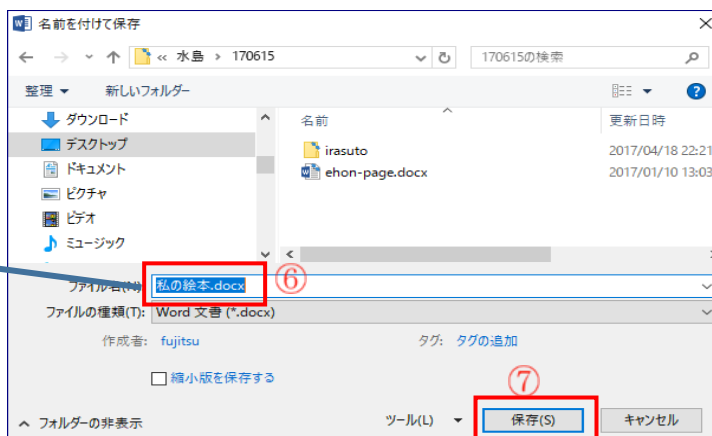 名前を付けて保存
« 水島 › 170615
170615の検索
整理 ▼ 新しいフォルダー
ダウンロード
デスクトップ
ドキュメント
ピクチャ
ビデオ
ミュージック
名前 更新日時
irasuto 2017/04/18 22:21
ehon-page.docx 2017/01/10 13:03
ファイル名(N): 私の絵本.docx
⑥
ファイルの種類(T): Word 文書 (*.docx)
作成者: fujitsu タグ: タグの追加
縮小版を保存する
⑦
フォルダーの非表示 ツール(L) ▼ 保存(S) キャンセル